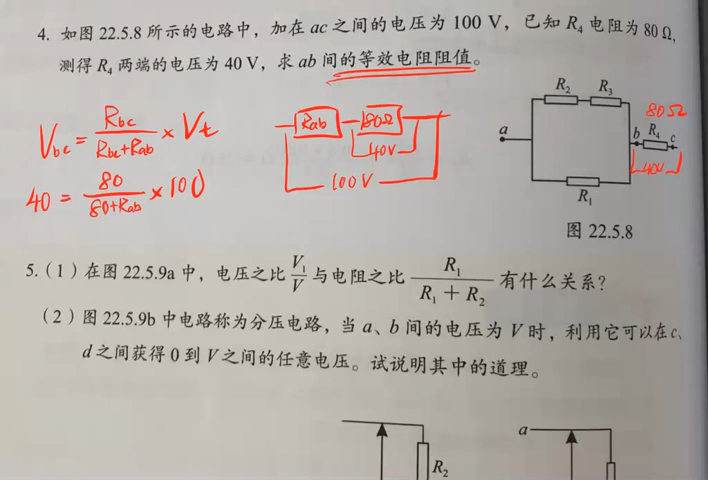 4. 如图 22.5.8 所示的电路中，加在 ac 之间的电压为 100 V，已知 R₄ 电阻为 80 Ω,
测得 R₄ 两端的电压为 40 V，求 ab 间的等效电阻阻值。
V_bc = R_bc / (R_bc+R_ab) × V_t
40 = 80 / (80+R_ab) × 100
Rab
180Ω
40V
100V
R₂
R₃
80Ω
a
b
R₄
c
40V
R₁
图 22.5.8
5.（1）在图 22.5.9a 中，电压之比 V₁/V 与电阻之比 R₁/(R₁ + R₂) 有什么关系？
（2）图 22.5.9b 中电路称为分压电路，当 a、b 间的电压为 V 时，利用它可以在 c、
d 之间获得 0 到 V 之间的任意电压。试说明其中的道理。
R₂
a